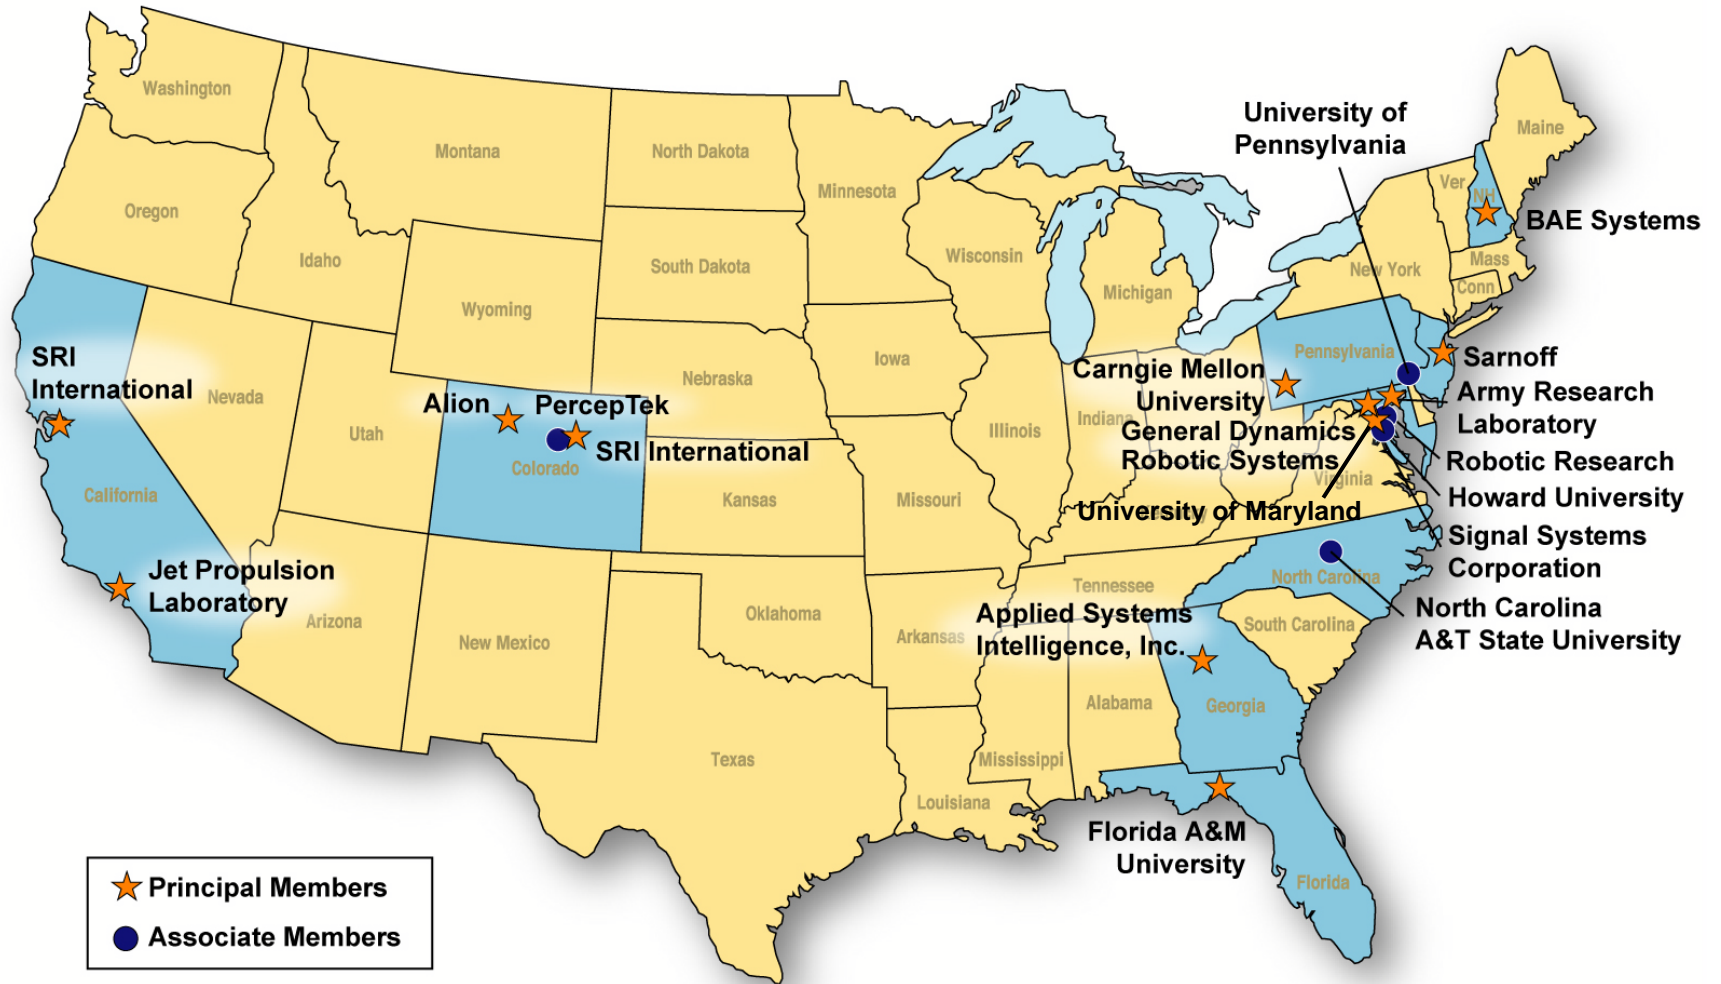 Washington
Montana
North Dakota
Minnesota
Oregon
Idaho
Wyoming
South Dakota
Wisconsin
Michigan
University of
Pennsylvania
Maine
Ver
NH
BAE Systems
New York
Mass
Conn
SRI
International
Nevada
Utah
Alion
PercepTek
SRI International
Colorado
Nebraska
Iowa
Kansas
Missouri
Illinois
Indiana
Pennsylvania
Carngie Mellon
University
General Dynamics
Robotic Systems
Virginia
University of Maryland
Sarnoff
Army Research
Laboratory
Robotic Research
Howard University
Signal Systems
Corporation
North Carolina
A&T State University
California
Jet Propulsion
Laboratory
Arizona
New Mexico
Oklahoma
Arkansas
Tennessee
North Carolina
South Carolina
Applied Systems
Intelligence, Inc.
Georgia
Alabama
Mississippi
Texas
Louisiana
Florida A&M
University
Florida
Principal Members
Associate Members